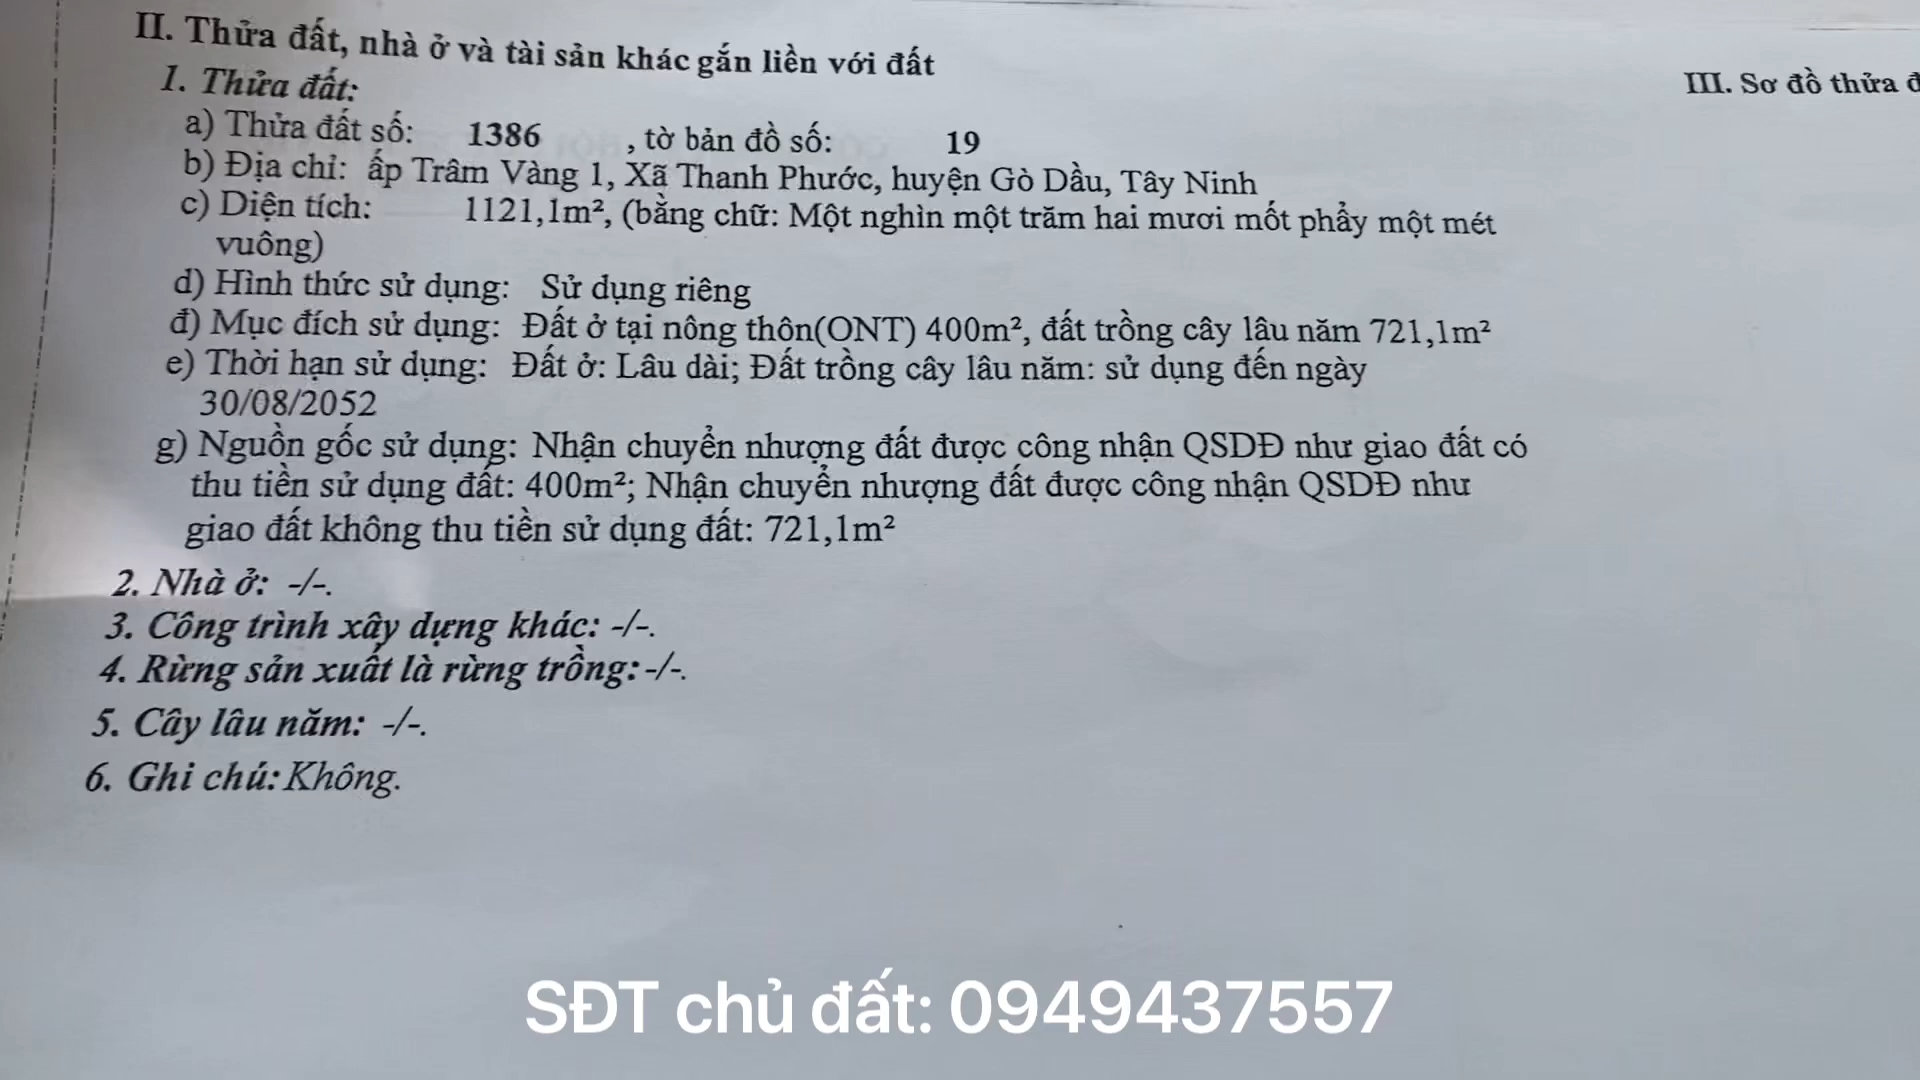 II. Thửa đất, nhà ở và tài sản khác gắn liền với đất
III. Sơ đồ thửa đ
1. Thửa đất:
a) Thửa đất số: 1386 , tờ bản đồ số: 19
b) Địa chỉ: ấp Trâm Vàng 1, Xã Thanh Phước, huyện Gò Dầu, Tây Ninh
c) Diện tích: 1121,1m², (bằng chữ: Một nghìn một trăm hai mươi mốt phẩy một mét
vuông)
d) Hình thức sử dụng: Sử dụng riêng
đ) Mục đích sử dụng: Đất ở tại nông thôn(ONT) 400m², đất trồng cây lâu năm 721,1m²
e) Thời hạn sử dụng: Đất ở: Lâu dài; Đất trồng cây lâu năm: sử dụng đến ngày
30/08/2052
g) Nguồn gốc sử dụng: Nhận chuyển nhượng đất được công nhận QSDĐ như giao đất có
thu tiền sử dụng đất: 400m²; Nhận chuyển nhượng đất được công nhận QSDĐ như
giao đất không thu tiền sử dụng đất: 721,1m²
2. Nhà ở: -/-.
3. Công trình xây dựng khác: -/-.
4. Rừng sản xuất là rừng trồng: -/-.
5. Cây lâu năm: -/-.
6. Ghi chú: Không.
SĐT chủ đất: 0949437557